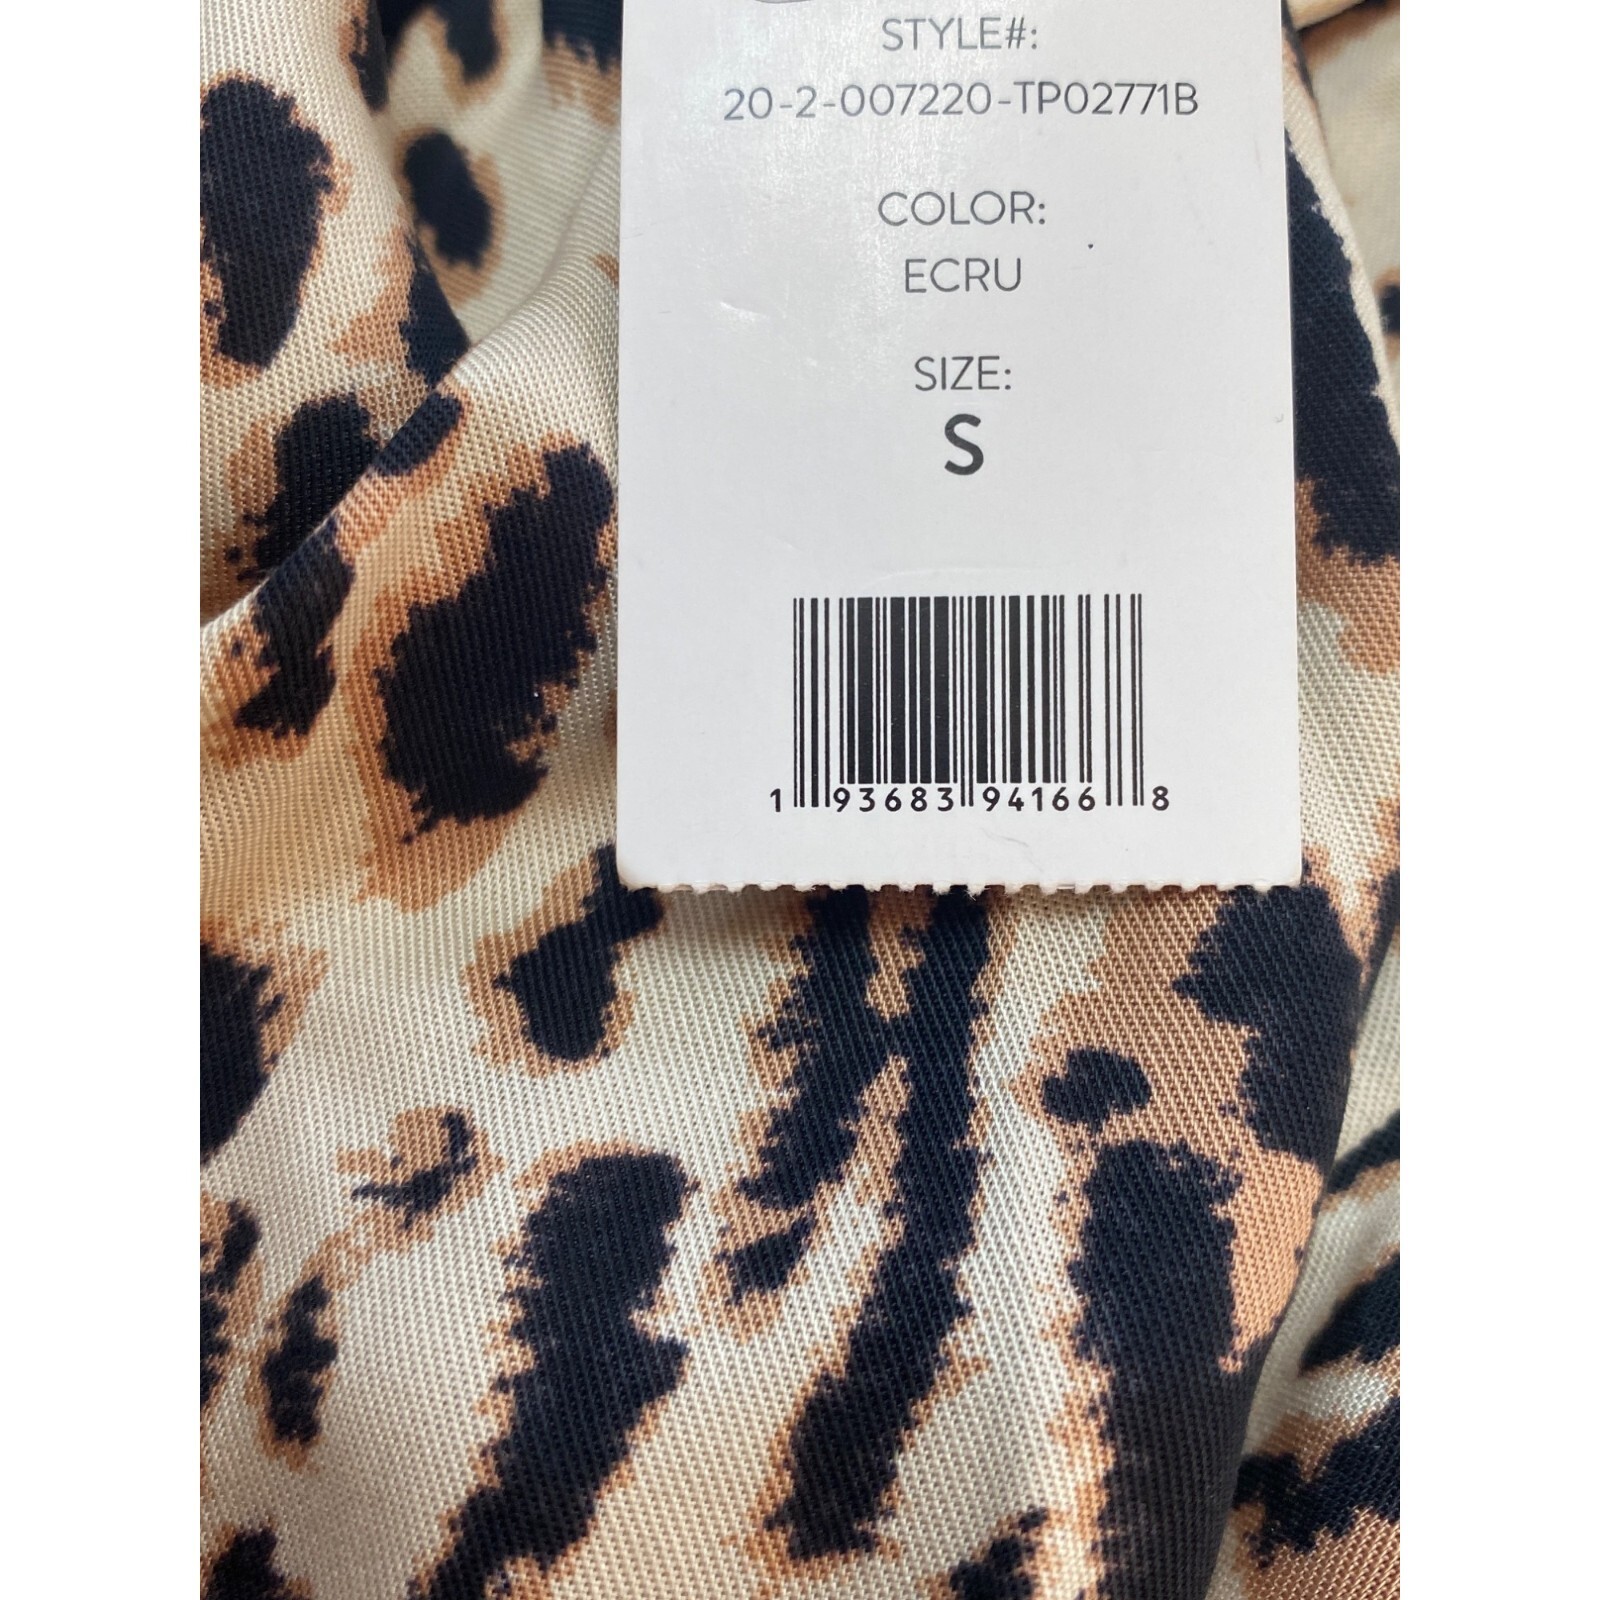 STYLE#:
20-2-007220-TP02771B
COLOR:
ECRU
SIZE:
S
1 93683 94166 8